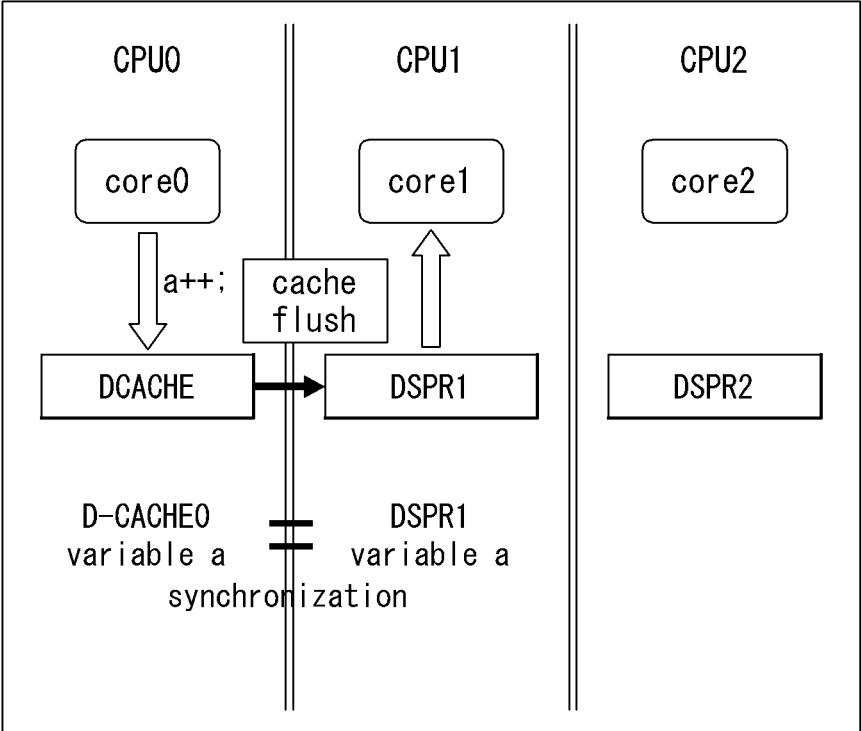 CPU0
CPU1
CPU2
core0
core1
core2
a++;
cache
flush
DCACHE
DSPR1
DSPR2
D-CACHE0
variable a
DSPR1
variable a
synchronization